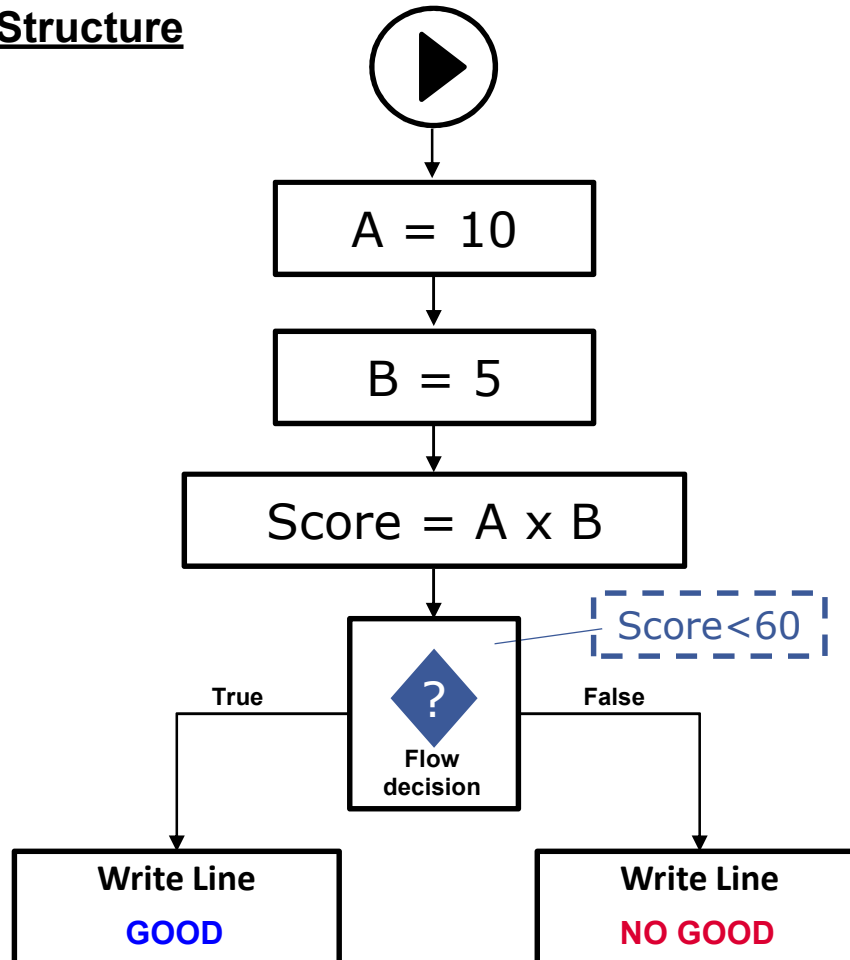 Structure
A = 10
B = 5
Score = A x B
Score<60
?
True
False
Flow
decision
Write Line
GOOD
Write Line
NO GOOD